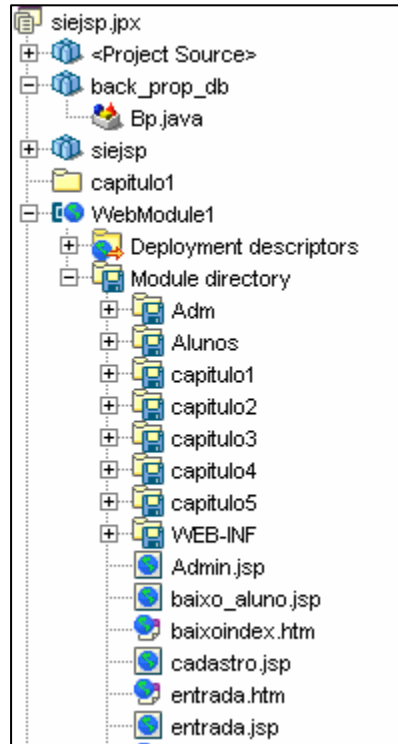 siejsp.jpx
<Project Source>
back_prop_db
Bp.java
siejsp
capitulo1
WebModule1
Deployment descriptors
Module directory
Adm
Alunos
capitulo1
capitulo2
capitulo3
capitulo4
capitulo5
WEB-INF
Admin.jsp
baixo_aluno.jsp
baixoindex.htm
cadastro.jsp
entrada.htm
entrada.jsp